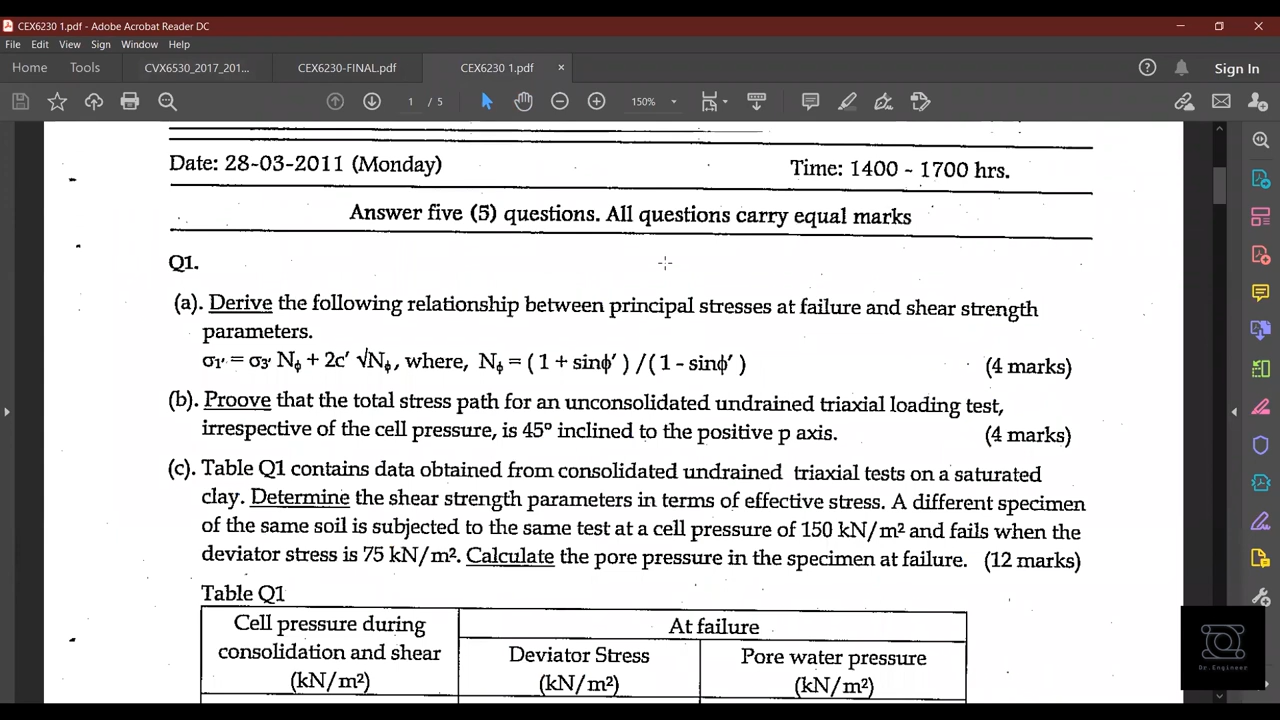 CEX6230 1.pdf - Adobe Acrobat Reader DC
File Edit View Sign Window Help
Home Tools CVX6530_2017_201... CEX6230-FINAL.pdf CEX6230 1.pdf × Sign In
1 / 5 150%
Date: 28-03-2011 (Monday) Time: 1400 - 1700 hrs.
Answer five (5) questions. All questions carry equal marks
Q1.
(a). Derive the following relationship between principal stresses at failure and shear strength
parameters.
σ1' = σ3' Nϕ + 2c' √Nϕ, where, Nϕ = ( 1 + sinϕ' ) /( 1 - sinϕ' ) (4 marks)
(b). Proove that the total stress path for an unconsolidated undrained triaxial loading test,
irrespective of the cell pressure, is 45° inclined to the positive p axis. (4 marks)
(c). Table Q1 contains data obtained from consolidated undrained triaxial tests on a saturated
clay. Determine the shear strength parameters in terms of effective stress. A different specimen
of the same soil is subjected to the same test at a cell pressure of 150 kN/m² and fails when the
deviator stress is 75 kN/m². Calculate the pore pressure in the specimen at failure. (12 marks)
Table Q1
Cell pressure during
consolidation and shear
(kN/m²)
At failure
Deviator Stress
(kN/m²)
Pore water pressure
(kN/m²)
Dr.Engineer